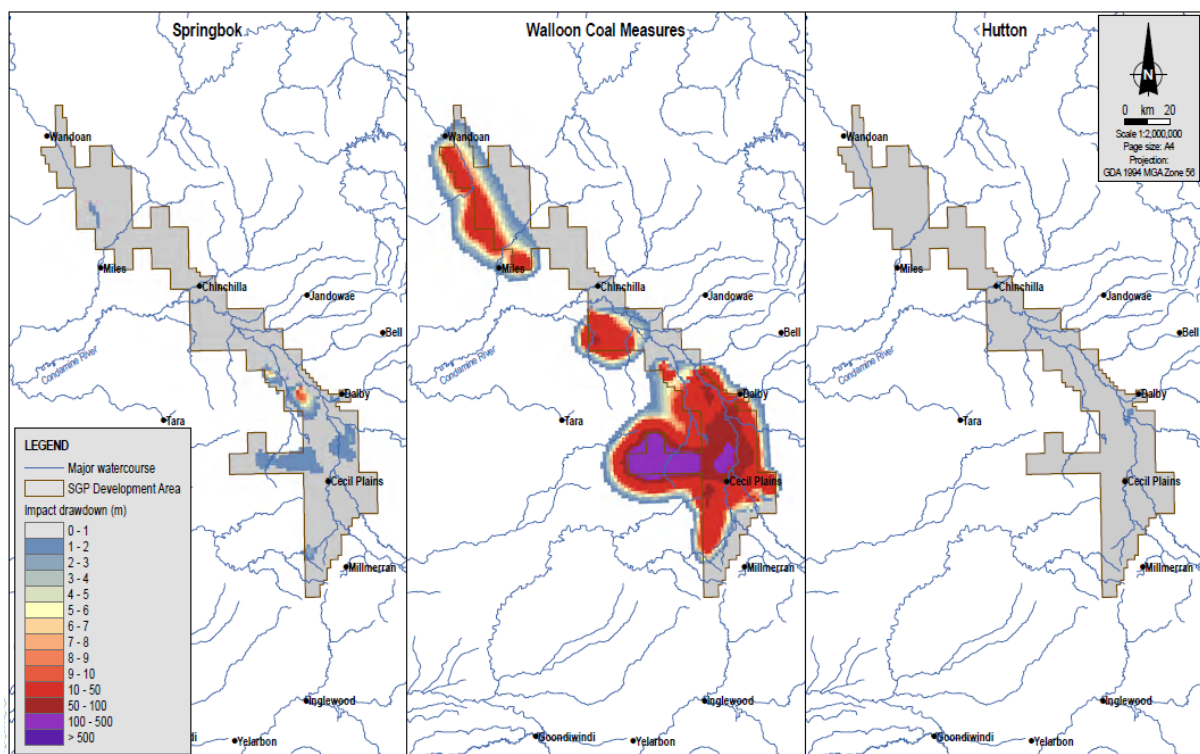 Springbok
Wandoan
Miles
Chinchilla
Jandowae
Bell
Condamine River
Dalby
Tara
Cecil Plains
Millmerran
Inglewood
Yelarbon
LEGEND
Major watercourse
SGP Development Area
Impact drawdown (m)
0 - 1
1 - 2
2 - 3
3 - 4
4 - 5
5 - 6
6 - 7
7 - 8
8 - 9
9 - 10
10 - 50
50 - 100
100 - 500
> 500
Walloon Coal Measures
Wandoan
Miles
Chinchilla
Jandowae
Bell
Condamine River
Dalby
Tara
Cecil Plains
Millmerran
Inglewood
Goondiwindi
Yelarbon
Hutton
Wandoan
Miles
Chinchilla
Jandowae
Bell
Condamine River
Dalby
Tara
Cecil Plains
Millmerran
Inglewood
Goondiwindi
Yelarbon
N
0 km 20
Scale 1:2,000,000
Page size: A4
Projection:
GDA 1994 MGA Zone 56